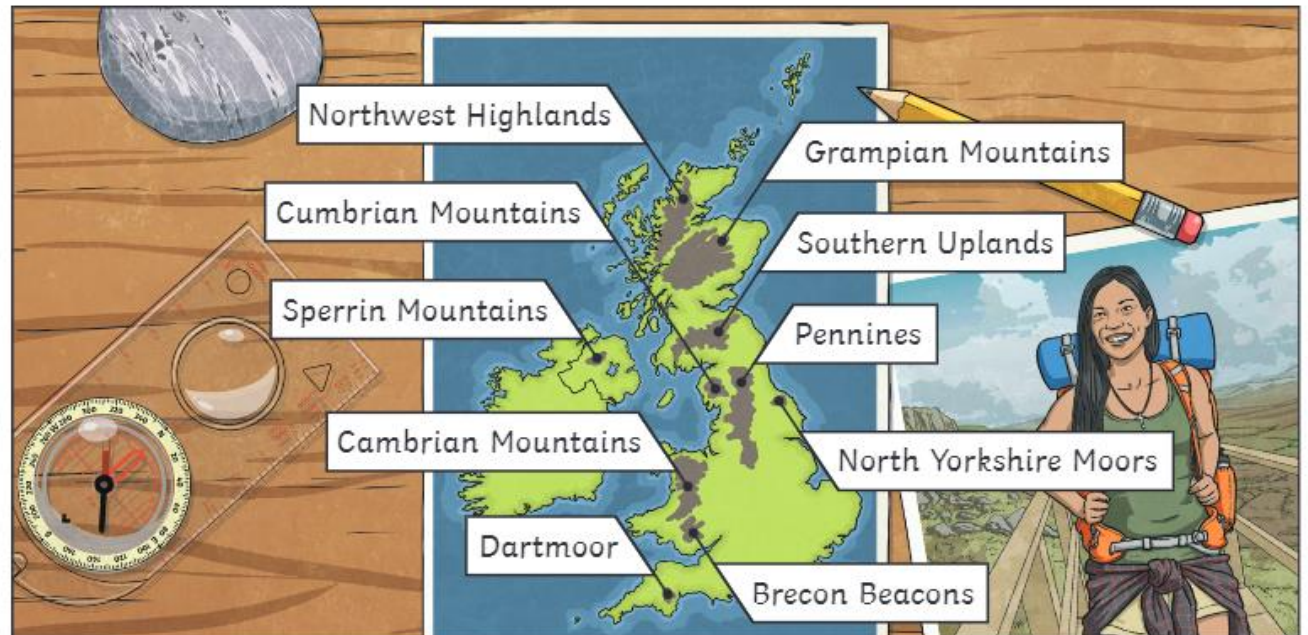 Northwest Highlands
Grampian Mountains
Cumbrian Mountains
Southern Uplands
Sperrin Mountains
Pennines
Cambrian Mountains
North Yorkshire Moors
Dartmoor
Brecon Beacons